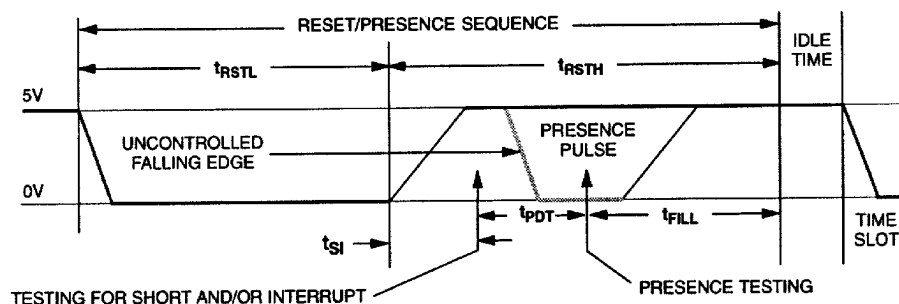 RESET/PRESENCE SEQUENCE
IDLE
TIME
tRSTL
tRSTH
5V
UNCONTROLLED
FALLING EDGE
PRESENCE
PULSE
0V
tPDT
tFILL
TIME
SLOT
tSI
TESTING FOR SHORT AND/OR INTERRUPT
PRESENCE TESTING